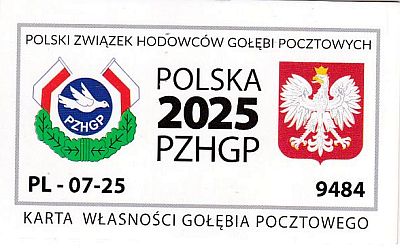 POLSKI ZWIĄZEK HODOWCÓW GOŁĘBI POCZTOWYCH
PZHGP
POLSKA
2025
PZHGP
PL - 07-25
9484
KARTA WŁASNOŚCI GOŁĘBIA POCZTOWEGO